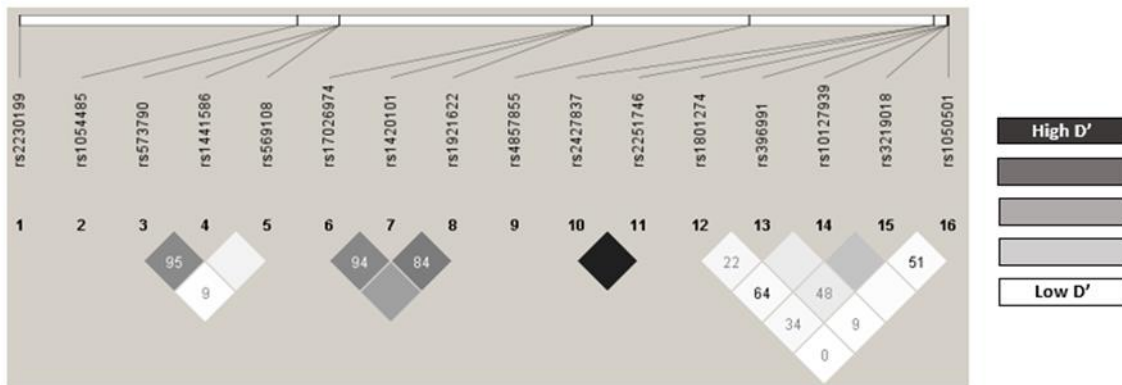 rs2230199 rs1054485 rs573790 rs1441586 rs569108 rs17026974 rs1420101 rs1921622 rs4857855 rs2427837 rs2251746 rs1801274 rs396991 rs10127939 rs3219018 rs1050501
1 2 3 4 5 6 7 8 9 10 11 12 13 14 15 16
95 94 84 22 51
9 64 48
34 9
0
High D’
Low D’